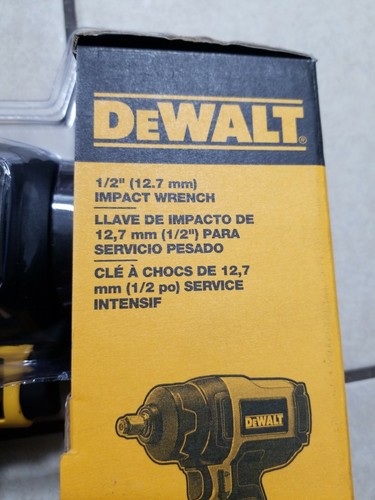 DEWALT®
1/2" (12.7 mm)
IMPACT WRENCH
LLAVE DE IMPACTO DE
12,7 mm (1/2") PARA
SERVICIO PESADO
CLÉ À CHOCS DE 12,7
mm (1/2 po) SERVICE
INTENSIF
DEWALT